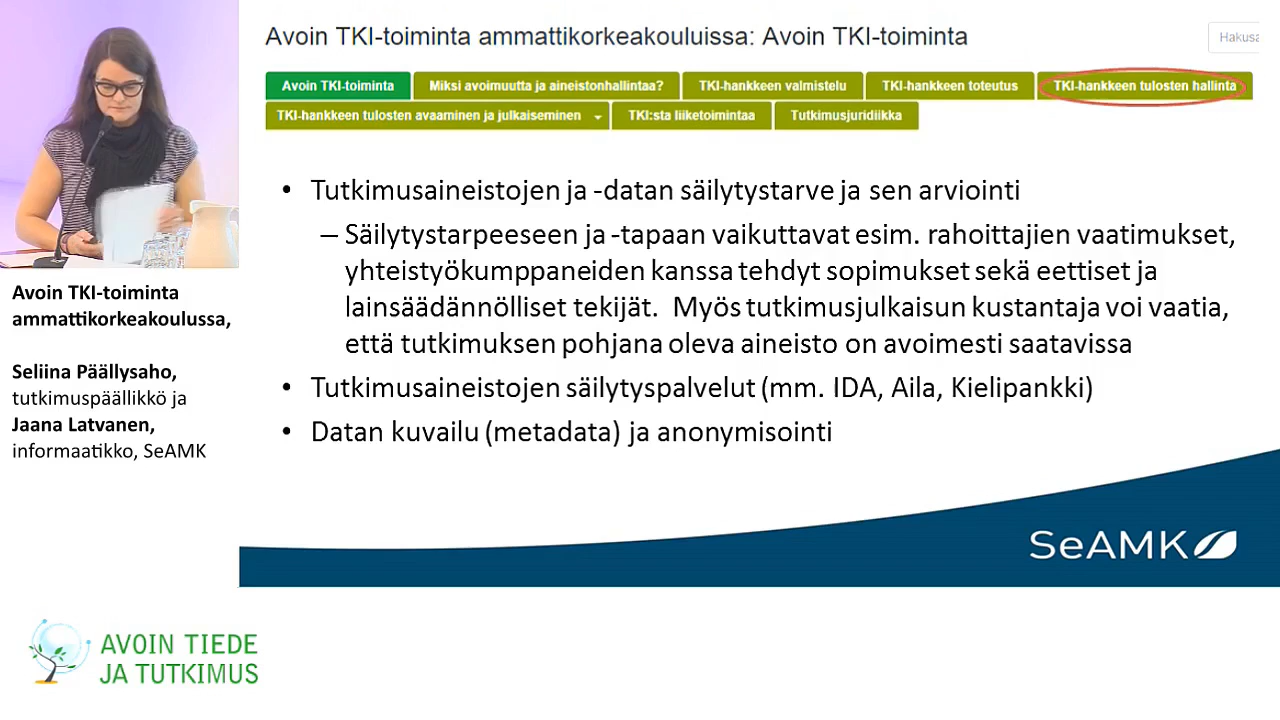 Avoin TKI-toiminta ammattikorkeakouluissa: Avoin TKI-toiminta
Avoin TKI-toiminta
Miksi avoimuutta ja aineistonhallintaa?
TKI-hankkeen valmistelu
TKI-hankkeen toteutus
TKI-hankkeen tulosten hallinta
TKI-hankkeen tulosten avaaminen ja julkaiseminen
TKI:sta liiketoimintaa
Tutkimusjuridiikka
• Tutkimusaineistojen ja -datan säilytystarve ja sen arviointi
– Säilytystarpeeseen ja -tapaan vaikuttavat esim. rahoittajien vaatimukset,
yhteistyökumppaneiden kanssa tehdyt sopimukset sekä eettiset ja
lainsäädännölliset tekijät. Myös tutkimusjulkaisun kustantaja voi vaatia,
että tutkimuksen pohjana oleva aineisto on avoimesti saatavissa
• Tutkimusaineistojen säilytyspalvelut (mm. IDA, Aila, Kielipankki)
• Datan kuvailu (metadata) ja anonymisointi
SeAMK
Avoin TKI-toiminta
ammattikorkeakoulussa,
Seliina Päällysaho,
tutkimuspäällikkö ja
Jaana Latvanen,
informaatikko, SeAMK
AVOIN TIEDE
JA TUTKIMUS